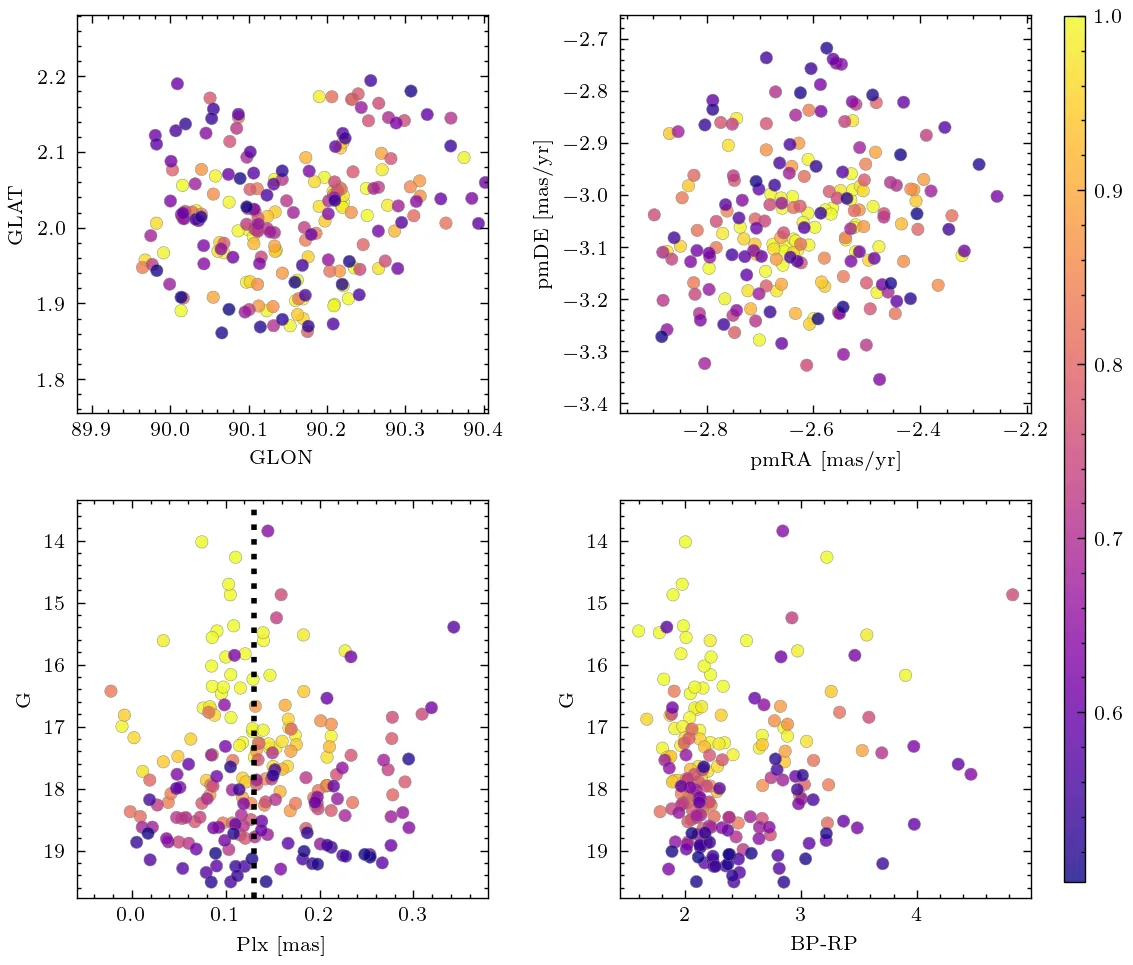 2.2
2.1
2.0
1.9
1.8
GLAT
89.9 90.0 90.1 90.2 90.3 90.4
GLON
−2.7
−2.8
−2.9
−3.0
−3.1
−3.2
−3.3
−3.4
pmDE [mas/yr]
−2.8 −2.6 −2.4 −2.2
pmRA [mas/yr]
14
15
16
17
18
19
G
0.0 0.1 0.2 0.3
Plx [mas]
14
15
16
17
18
19
G
2 3 4
BP-RP
1.0
0.9
0.8
0.7
0.6